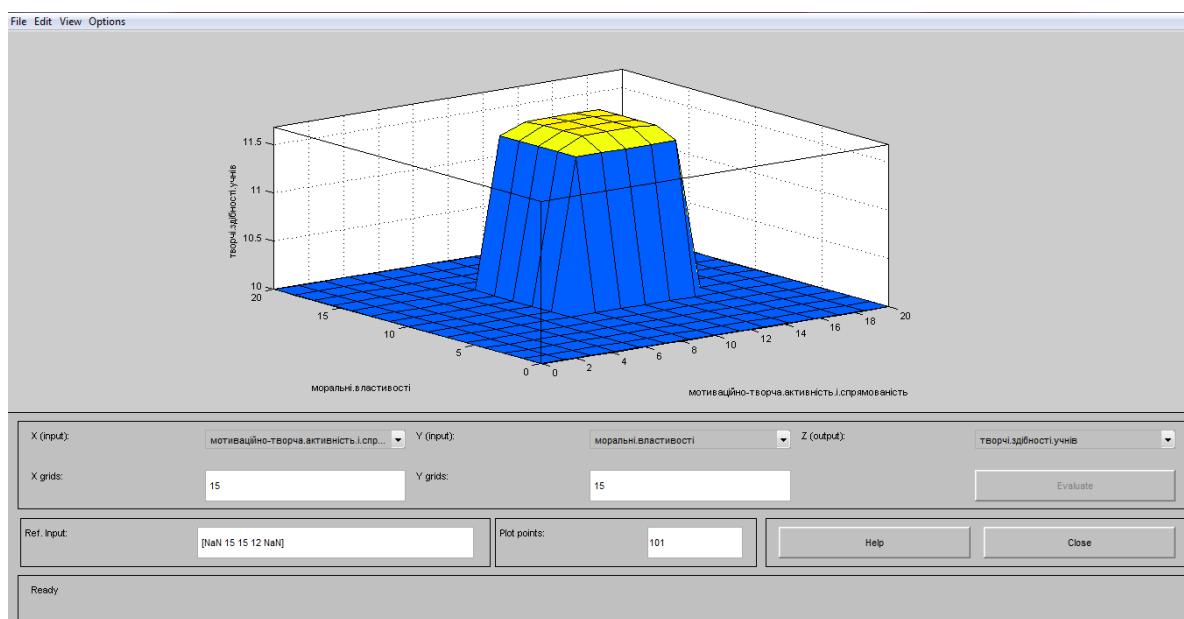 File Edit View Options
11.5
11
10.5
10
творчі.здібності.учнів
20
15
10
5
0
0
2
4
6
8
10
12
14
16
18
20
моральні.властивості
мотиваційно-творча.активність.і.спрямованість
X (input):
мотиваційно-творча.активність.і.спр...
Y (input):
моральні.властивості
Z (output):
творчі.здібності.учнів
X grids:
15
Y grids:
15
Evaluate
Ref. Input:
[NaN 15 15 12 NaN]
Plot points:
101
Help
Close
Ready